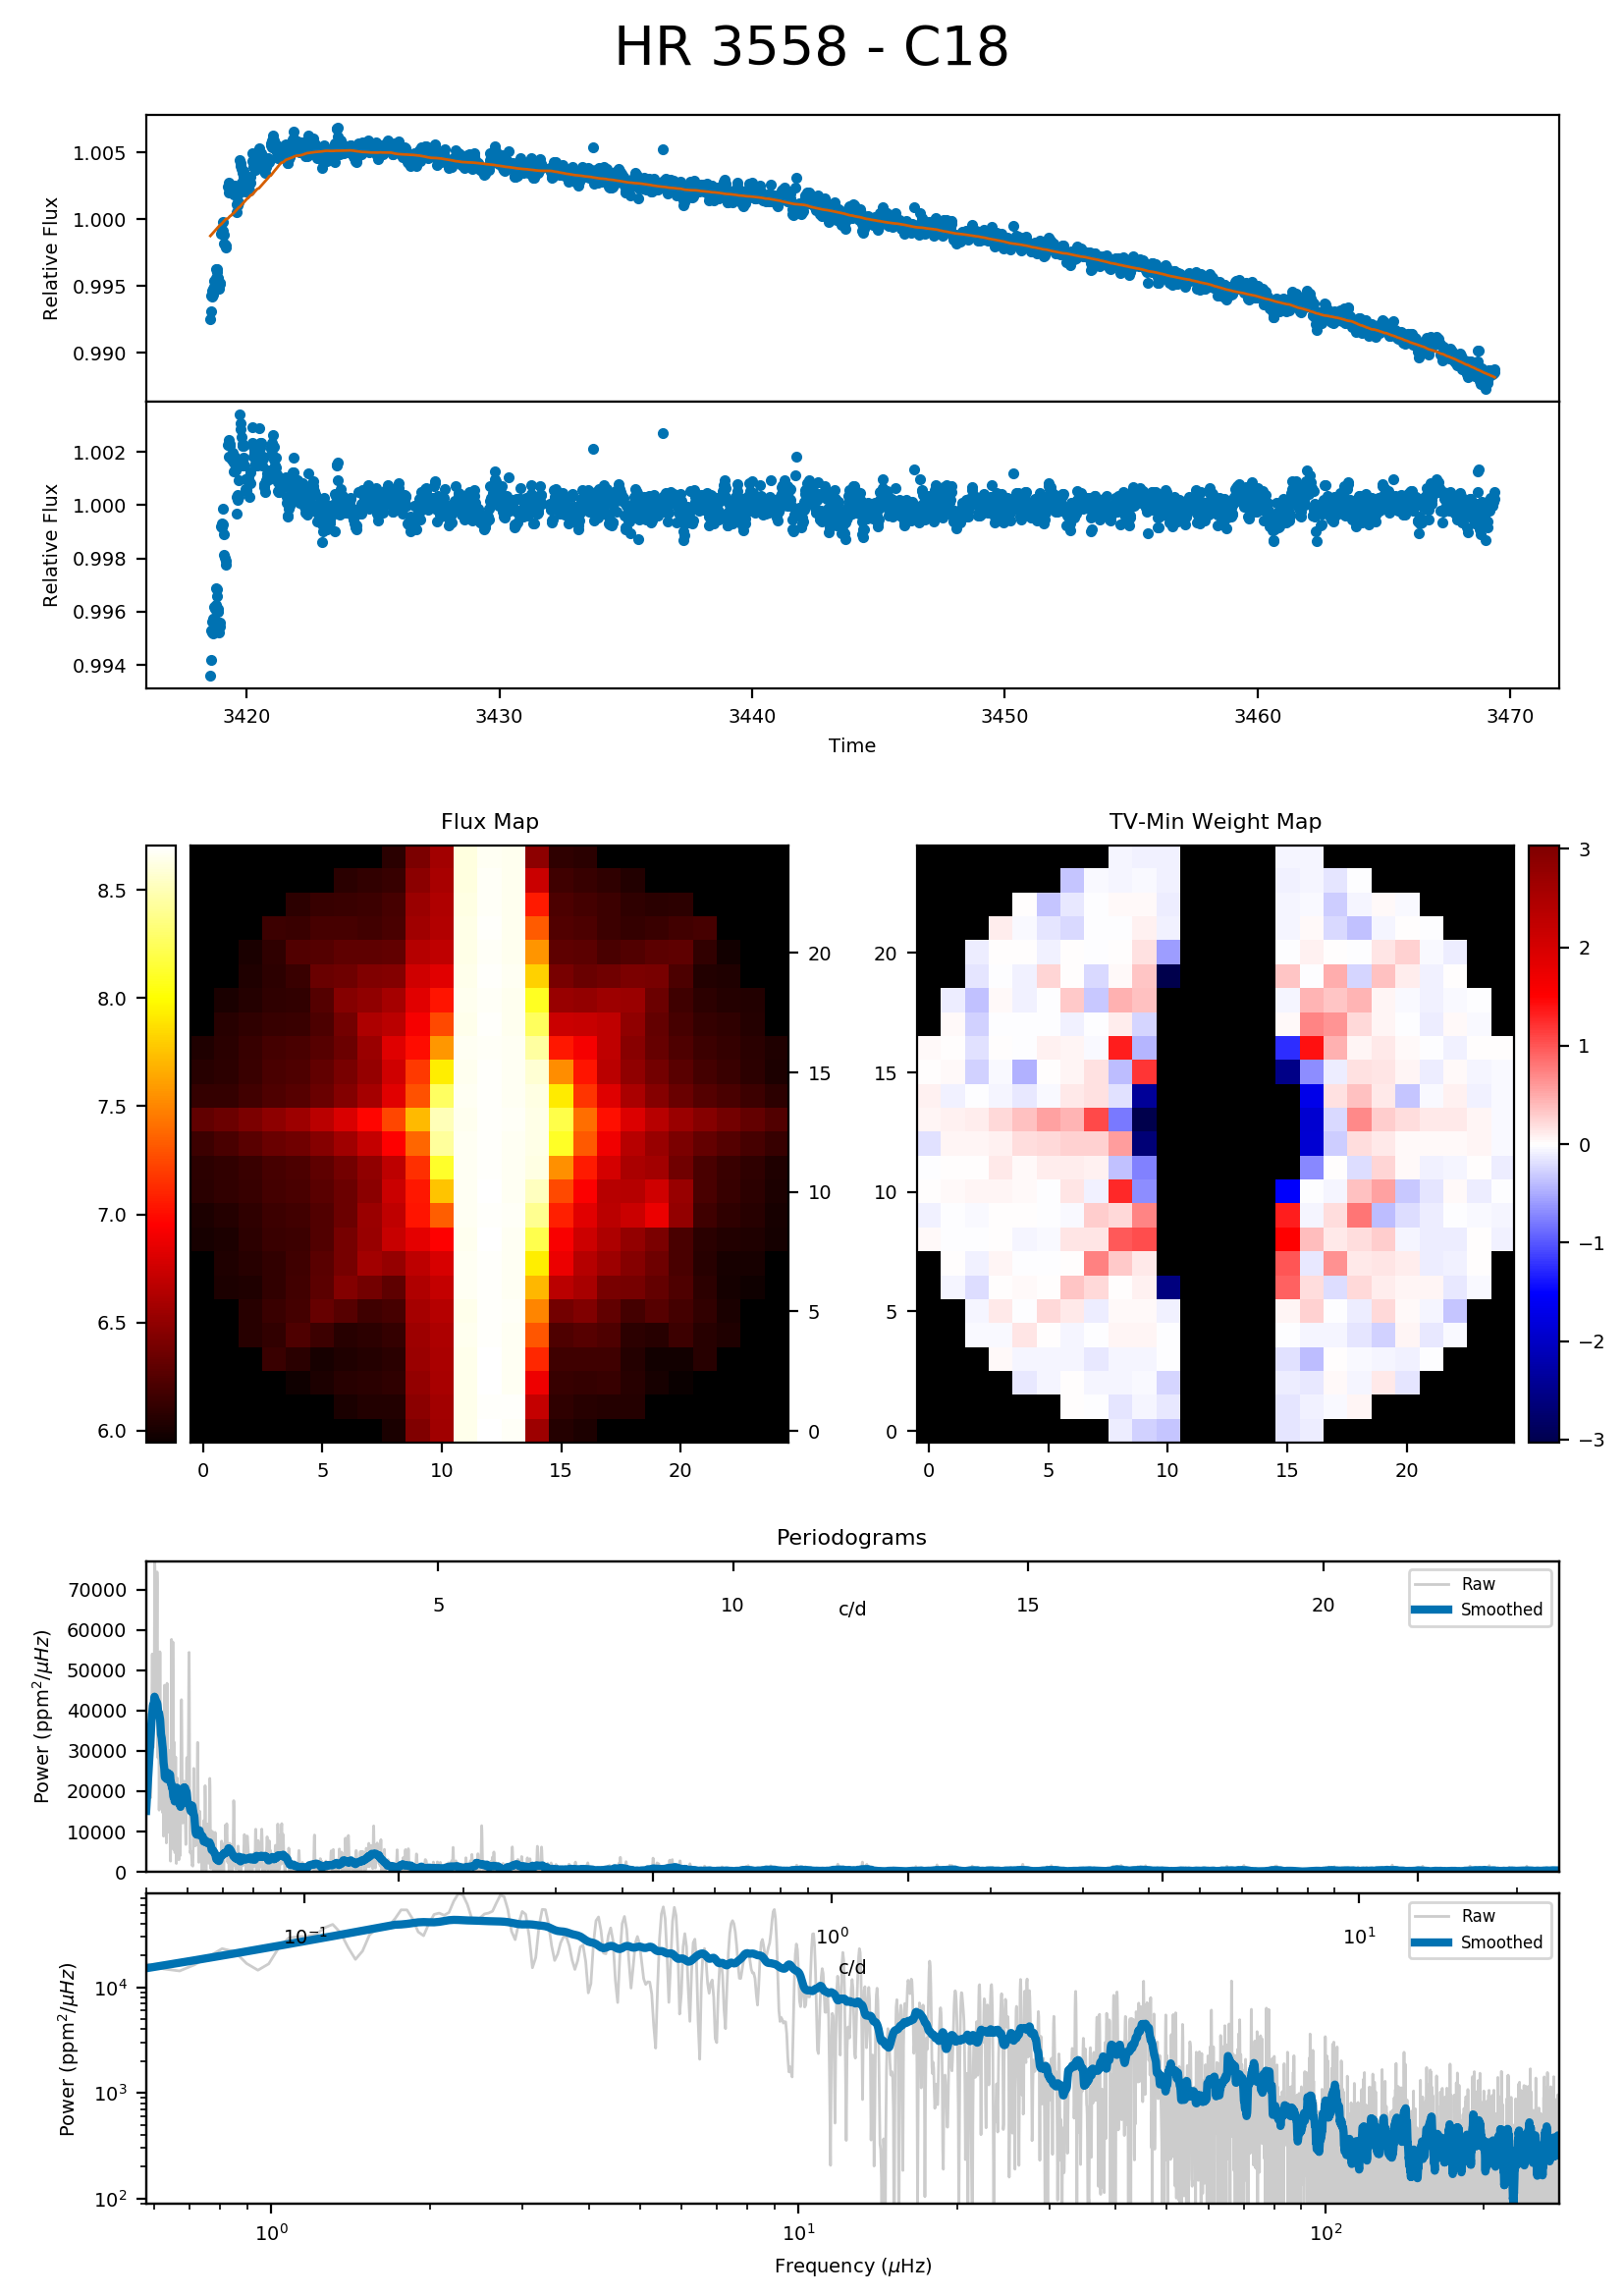 HR 3558 - C18
1.005
1.000
0.995
0.990
Relative Flux
1.002
1.000
0.998
0.996
0.994
Relative Flux
3420 3430 3440 3450 3460 3470
Time
Flux Map
8.5
8.0
7.5
7.0
6.5
6.0
20
15
10
5
0
0 5 10 15 20
TV-Min Weight Map
20
15
10
5
0
0 5 10 15 20
3
2
1
0
−1
−2
−3
Periodograms
70000
60000
50000
40000
30000
20000
10000
0
Power (ppm²/μHz)
5 10 15 20
c/d
Raw
Smoothed
10⁻¹ 10⁰ 10¹
c/d
Raw
Smoothed
10⁴
10³
10²
Power (ppm²/μHz)
10⁰ 10¹ 10²
Frequency (μHz)